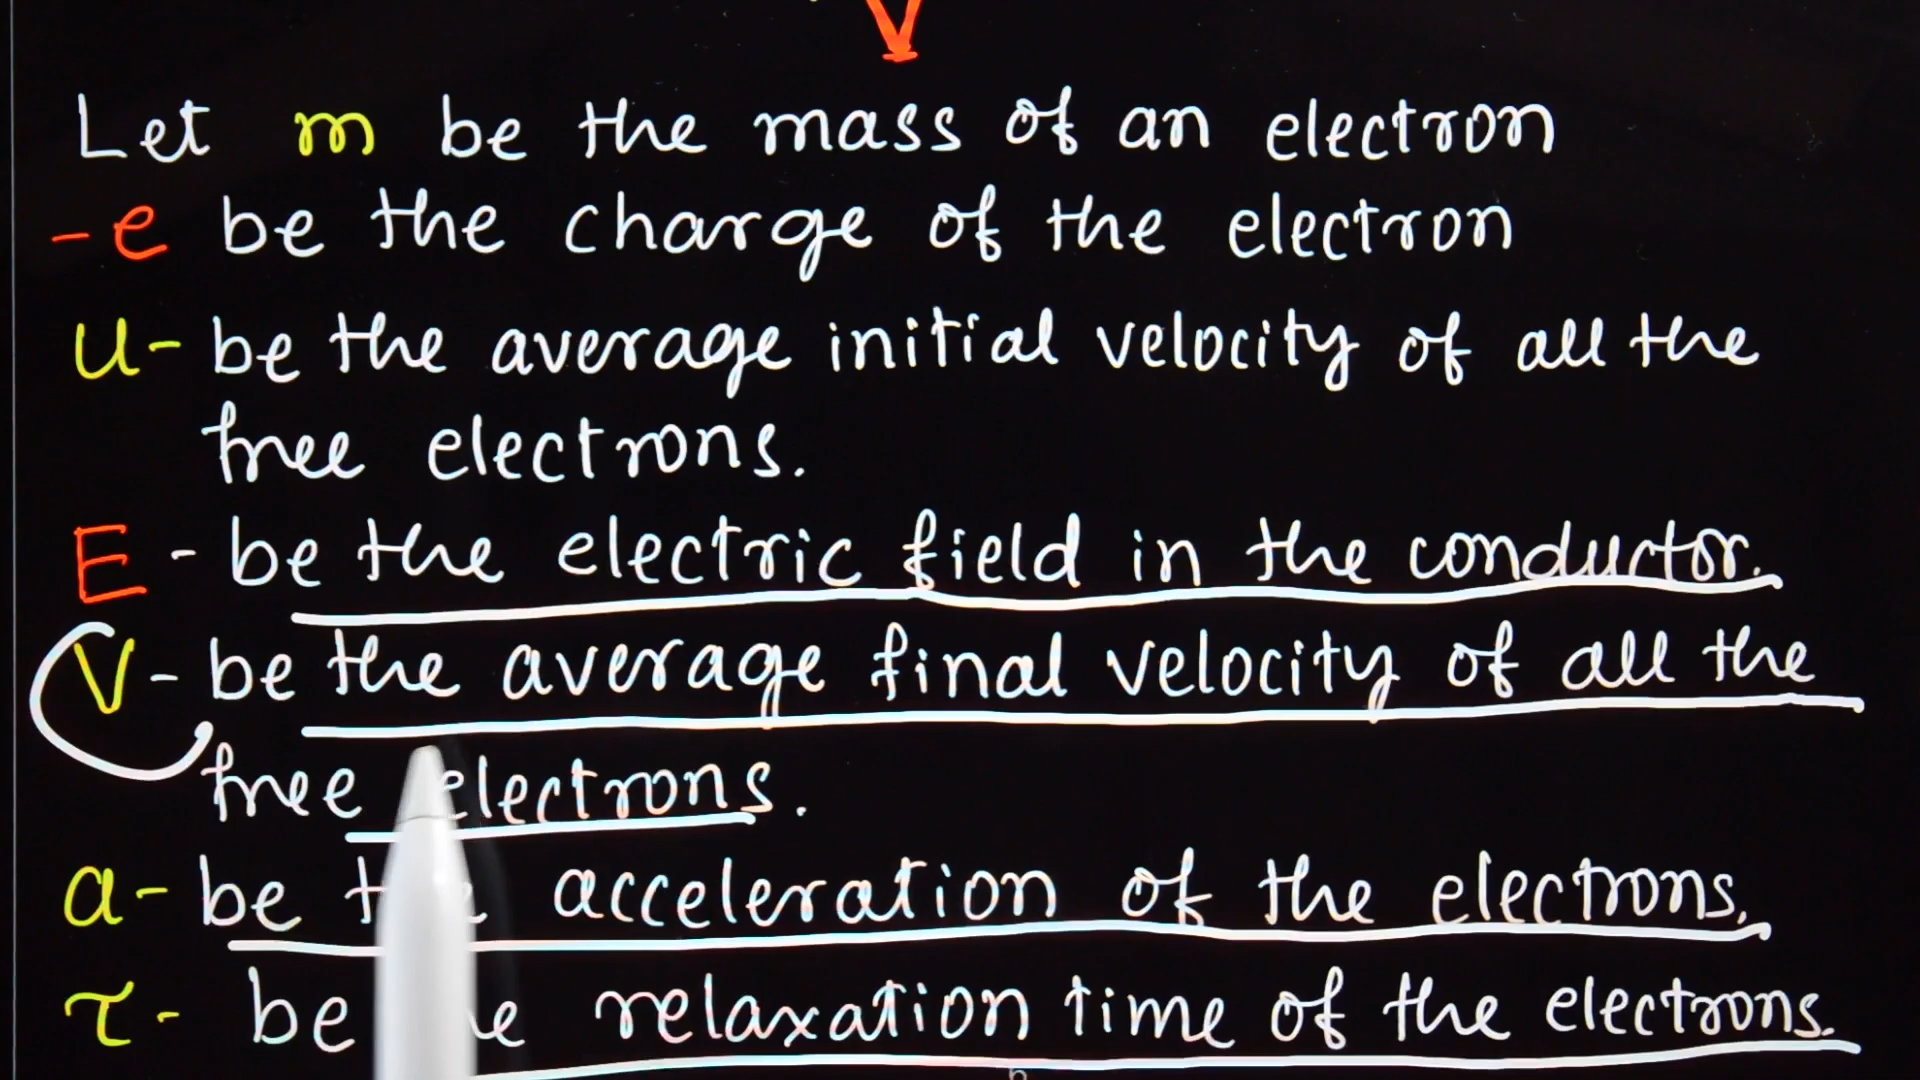 V
Let m be the mass of an electron
-e be the charge of the electron
u- be the average initial velocity of all the
free electrons.
E - be the electric field in the conductor.
V- be the average final velocity of all the
free electrons.
a- be the acceleration of the electrons.
τ- be relaxation time of the electrons.